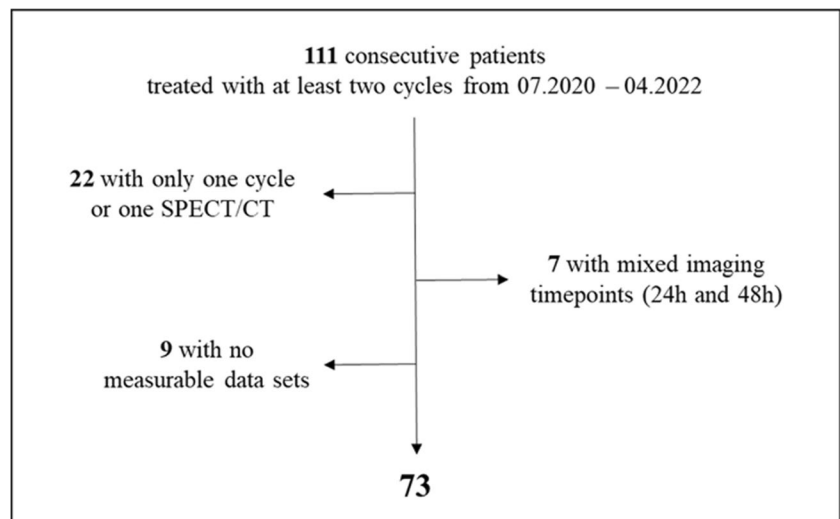 111 consecutive patients
treated with at least two cycles from 07.2020 – 04.2022
22 with only one cycle
or one SPECT/CT
7 with mixed imaging
timepoints (24h and 48h)
9 with no
measurable data sets
73